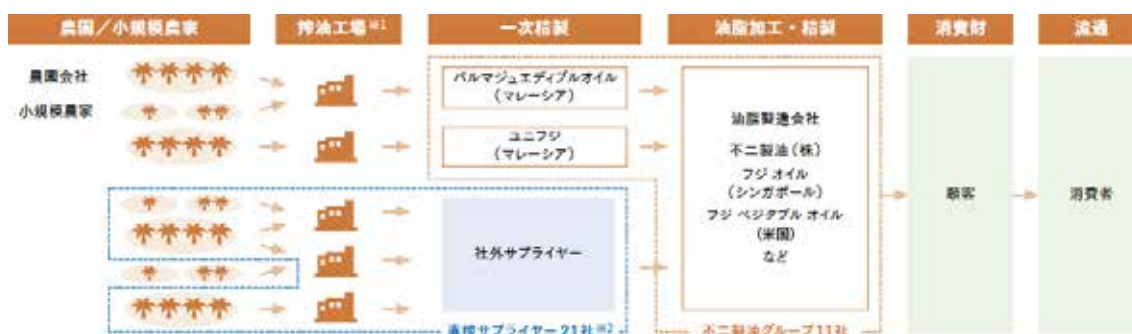 農園/小規模農家
搾油工場※1
一次精製
油脂加工・精製
消費財
流通
農園会社
小規模農家
パルマジュエディブルオイル
(マレーシア)
ユニフジ
(マレーシア)
社外サプライヤー
直接サプライヤー21社※2
油脂製造会社
不二製油(株)
フジ オイル
(シンガポール)
フジ ベジタブル オイル
(米国)
など
不二製油グループ11社
顧客
消費者